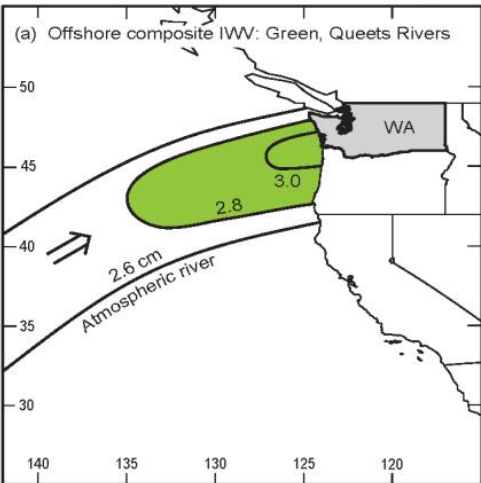 (a) Offshore composite IWV: Green, Queets Rivers
50
WA
45
3.0
2.8
40
2.6 cm
Atmospheric river
35
30
140 135 130 125 120